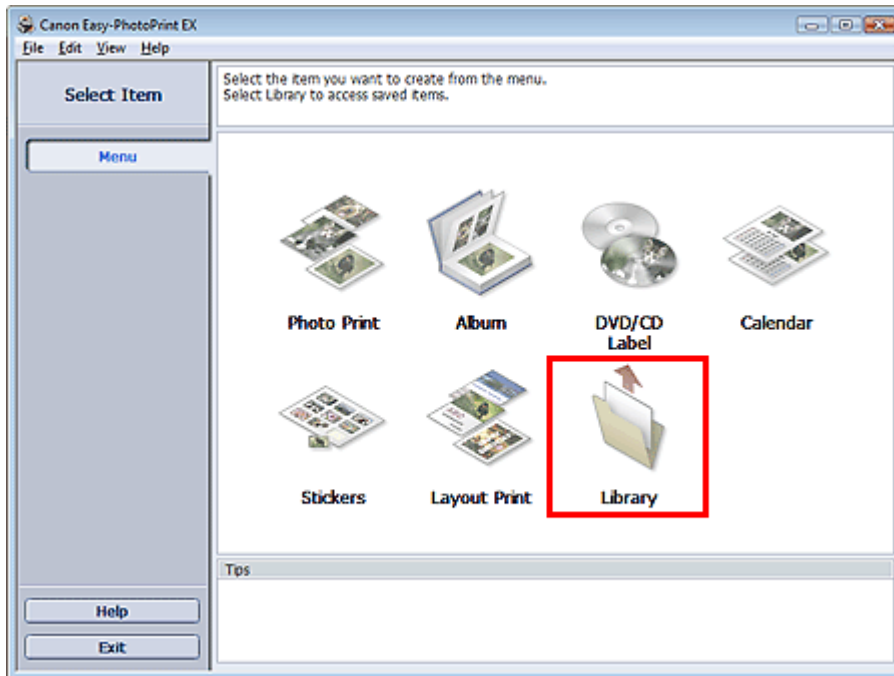 Canon Easy-PhotoPrint EX
File Edit View Help
Select Item
Select the item you want to create from the menu.
Select Library to access saved items.
Menu
Photo Print
Album
DVD/CD
Label
Calendar
Stickers
Layout Print
Library
Tips
Help
Exit